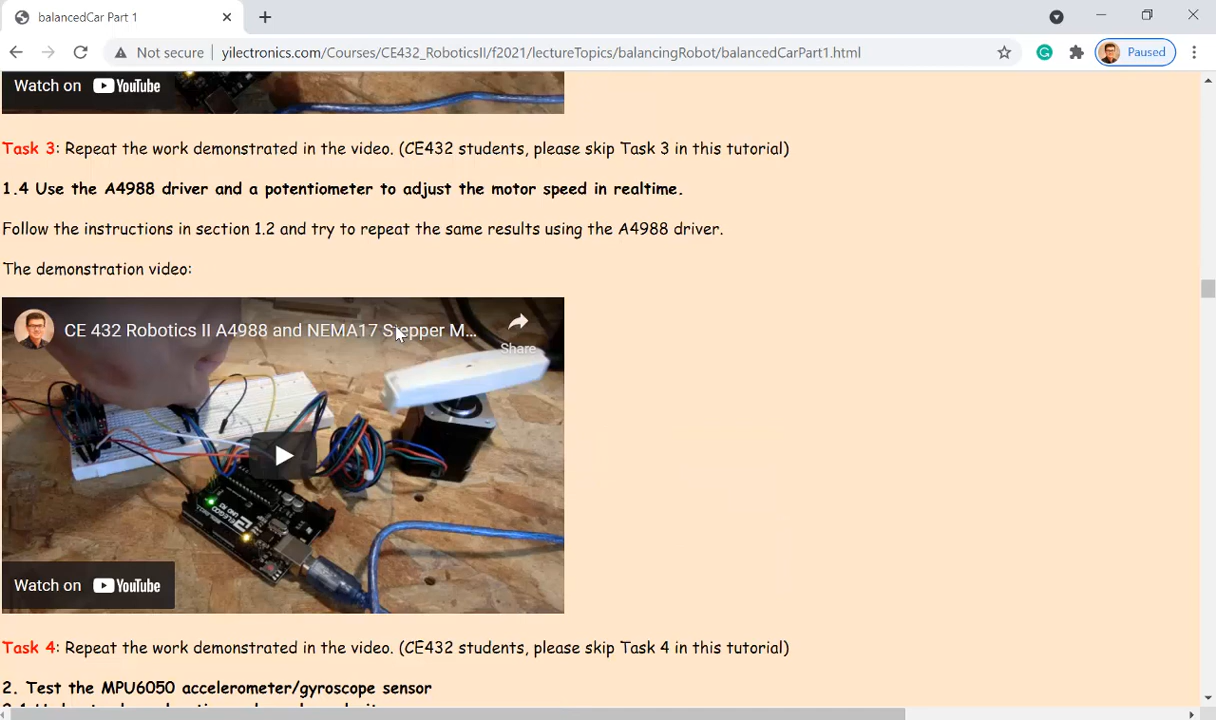 balancedCar Part 1
Not secure yilectronics.com/Courses/CE432_RoboticsII/f2021/lectureTopics/balancingRobot/balancedCarPart1.html
Paused
Watch on YouTube
Task 3: Repeat the work demonstrated in the video. (CE432 students, please skip Task 3 in this tutorial)
1.4 Use the A4988 driver and a potentiometer to adjust the motor speed in realtime.
Follow the instructions in section 1.2 and try to repeat the same results using the A4988 driver.
The demonstration video:
CE 432 Robotics II A4988 and NEMA17 Stepper M...
Share
ELEGOO
UNO R3
Watch on YouTube
Task 4: Repeat the work demonstrated in the video. (CE432 students, please skip Task 4 in this tutorial)
2. Test the MPU6050 accelerometer/gyroscope sensor